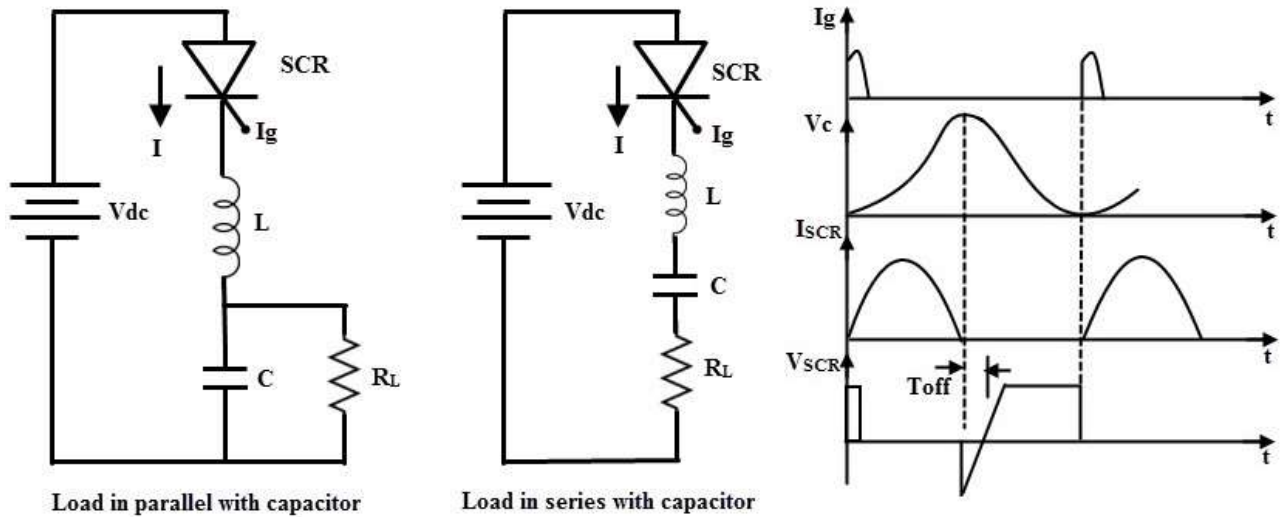 SCR
Ig
I
Vdc
L
C
RL
Load in parallel with capacitor
SCR
Ig
I
Vdc
L
C
RL
Load in series with capacitor
Ig
t
Vc
t
ISCR
t
VSCR
Toff
t